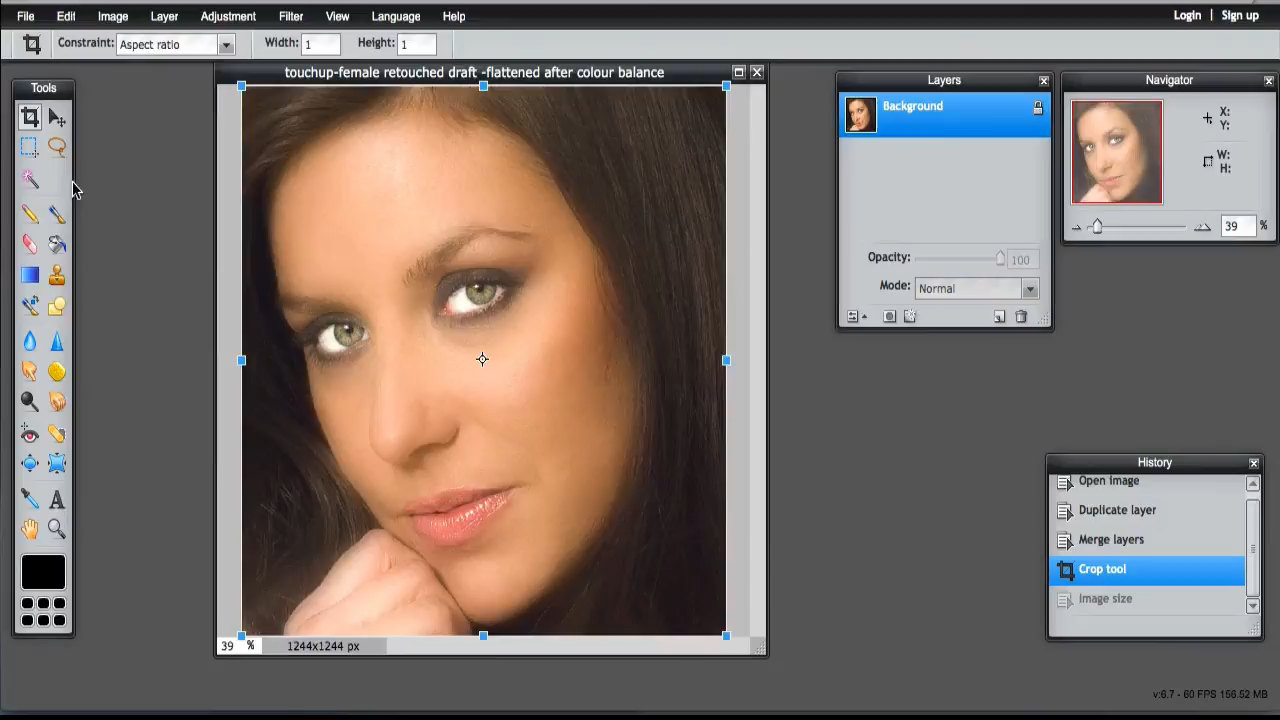 File Edit Image Layer Adjustment Filter View Language Help Login | Sign up
Constraint: Aspect ratio Width: 1 Height: 1
Tools
touchup-female retouched draft -flattened after colour balance
Layers
Background
Opacity: 100
Mode: Normal
Navigator
X:
Y:
W:
H:
39 %
History
Open image
Duplicate layer
Merge layers
Crop tool
Image size
39 % 1244x1244 px
v:6.7 - 60 FPS 156.52 MB